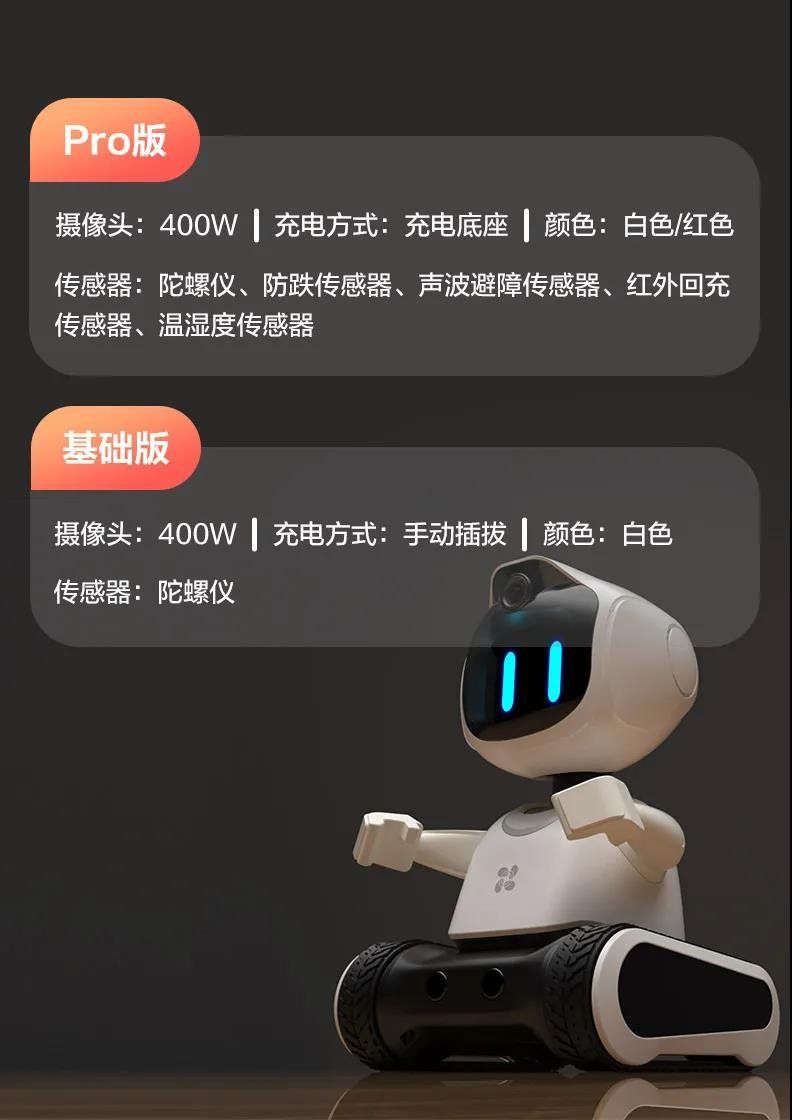 Pro版
摄像头：400W | 充电方式：充电底座 | 颜色：白色/红色
传感器：陀螺仪、防跌传感器、声波避障传感器、红外回充
传感器、温湿度传感器
基础版
摄像头：400W | 充电方式：手动插拔 | 颜色：白色
传感器：陀螺仪